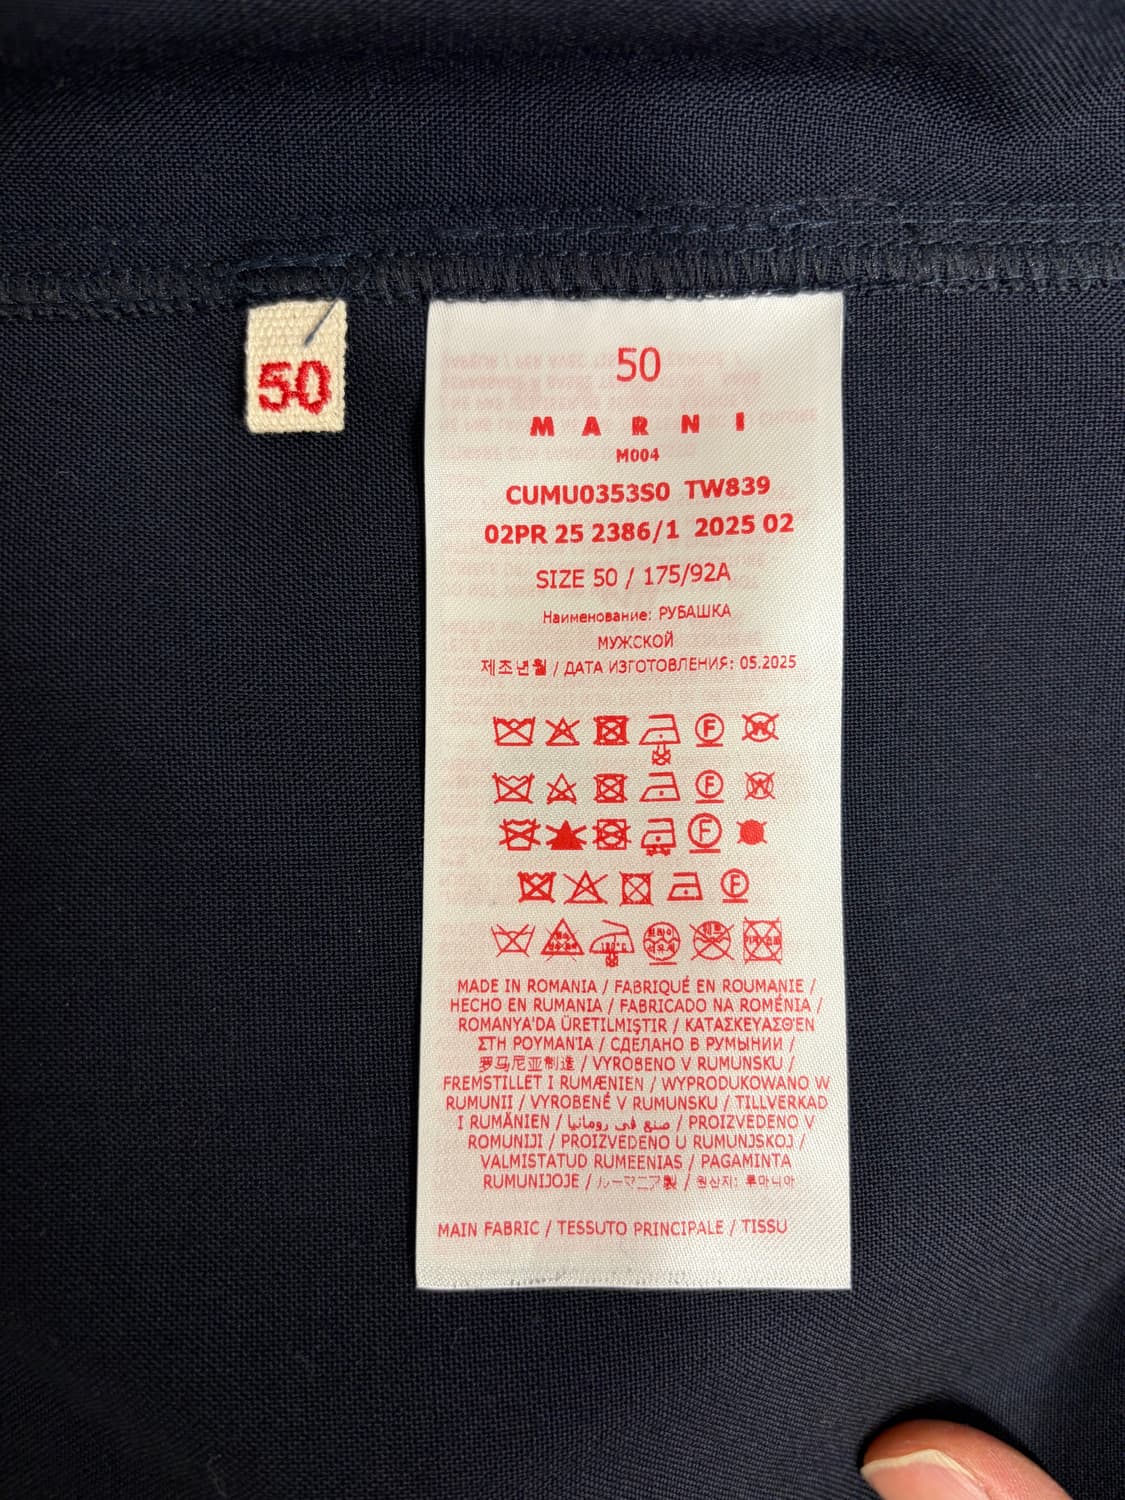 50
50
MARNI
M004
CUMU0353S0 TW839
02PR 25 2386/1 2025 02
SIZE 50 / 175/92A
Наименование: РУБАШКА
МУЖСКОЙ
제조년월 / ДАТА ИЗГОТОВЛЕНИЯ: 05.2025
F W
F W
F
F
MADE IN ROMANIA / FABRIQUÉ EN ROUMANIE /
HECHO EN RUMANIA / FABRICADO NA ROMÉNIA /
ROMANYA'DA ÜRETILMIŞTIR / ΚΑΤΑΣΚΕΥΑΣΘ'ΕΝ
ΣΤΗ ΡΟΥΜΑΝ'ΙΑ / СДЕЛАНО В РУМЫНИИ /
罗马尼亚制造 / VYROBENO V RUMUNSKU /
FREMSTILLET I RUMÆNIEN / WYPRODUKOWANO W
RUMUNII / VYROBENÉ V RUMUNSKU / TILLVERKAD
I RUMÄNIEN / صنع في رومانيا / PROIZVEDENO V
ROMUNIJI / PROIZVEDENO U RUMUNJSKOJ /
VALMISTATUD RUMEENIAS / PAGAMINTA
RUMUNIJOJE / ルーマニア製 / 원산지: 루마니아
MAIN FABRIC / TESSUTO PRINCIPALE / TISSU